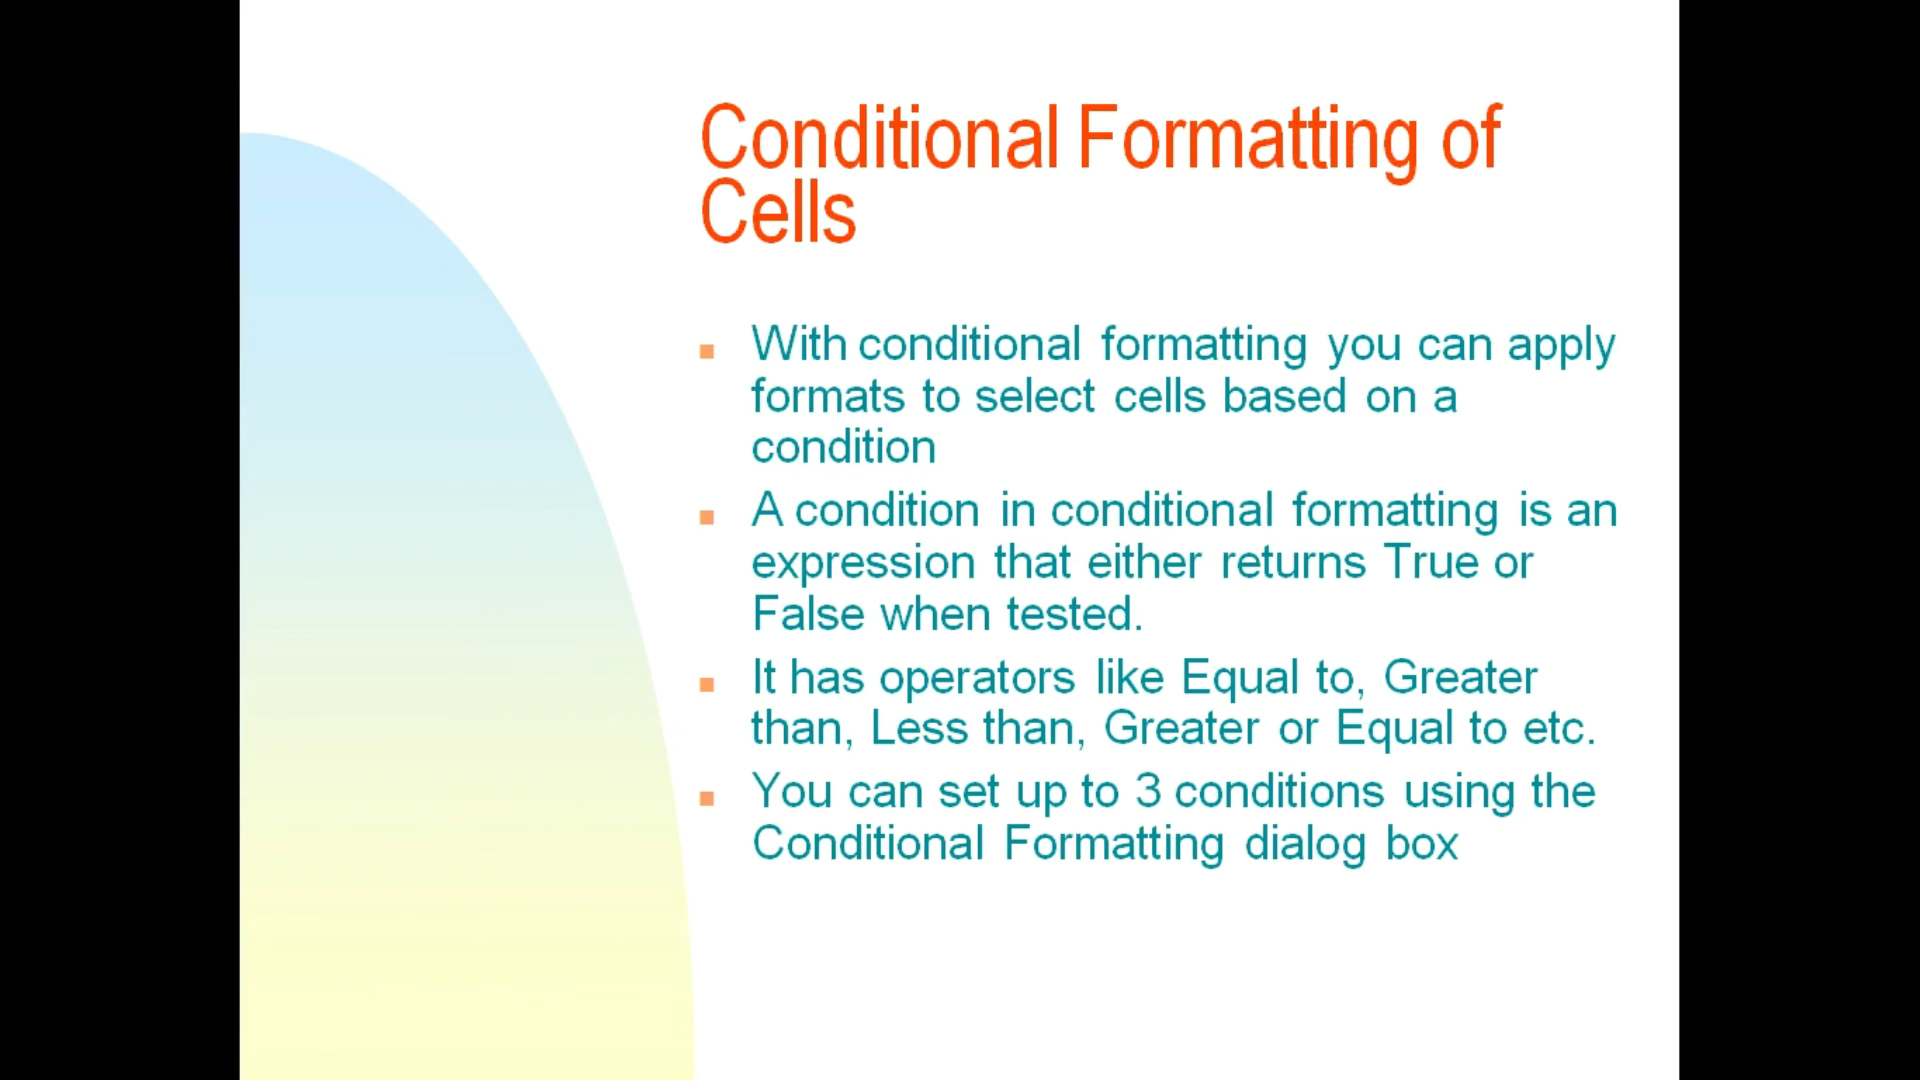 Conditional Formatting of
Cells
With conditional formatting you can apply
formats to select cells based on a
condition
A condition in conditional formatting is an
expression that either returns True or
False when tested.
It has operators like Equal to, Greater
than, Less than, Greater or Equal to etc.
You can set up to 3 conditions using the
Conditional Formatting dialog box